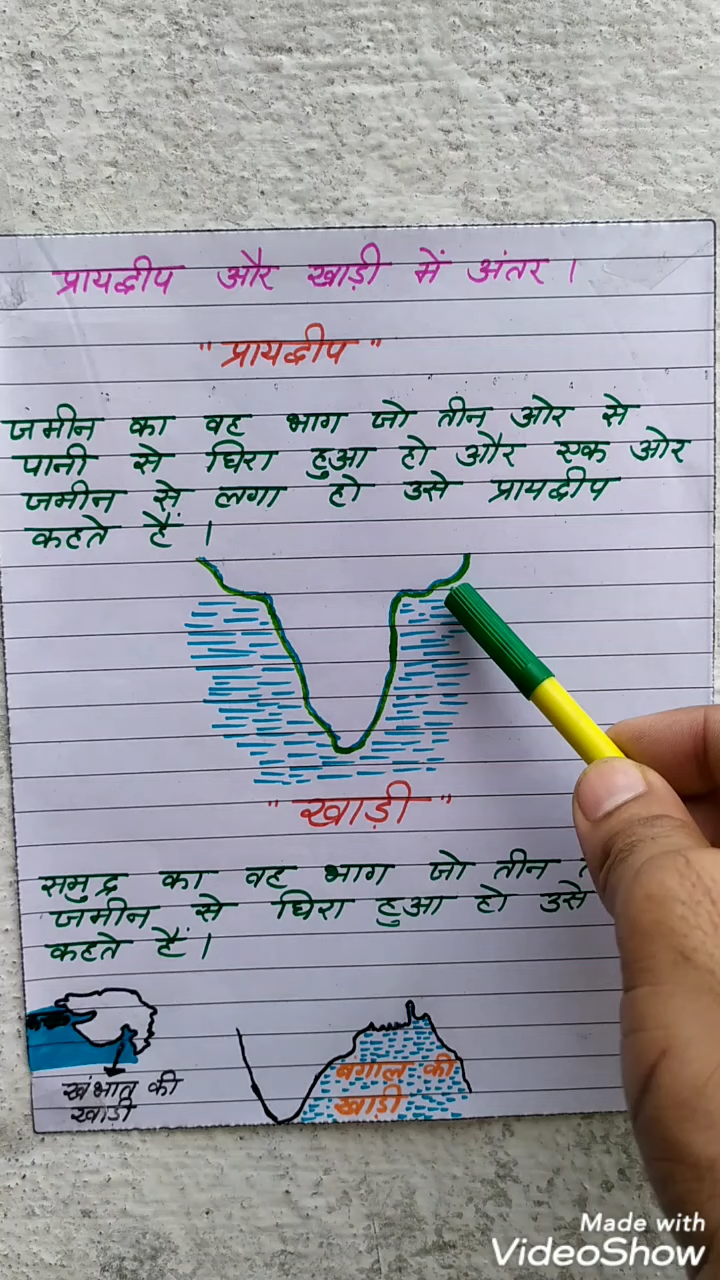 प्रायद्वीप और खाड़ी में अंतर ।
" प्रायद्वीप "
जमीन का वह भाग जो तीन ओर से
पानी से घिरा हुआ हो और एक ओर
जमीन से लगा हो उसे प्रायद्वीप
कहते हैं ।
" खाड़ी "
समुद्र का वह भाग जो तीन
जमीन से घिरा हुआ हो उसे
कहते हैं ।
खंभात की
खाड़ी
बंगाल की
खाड़ी
Made with
VideoShow